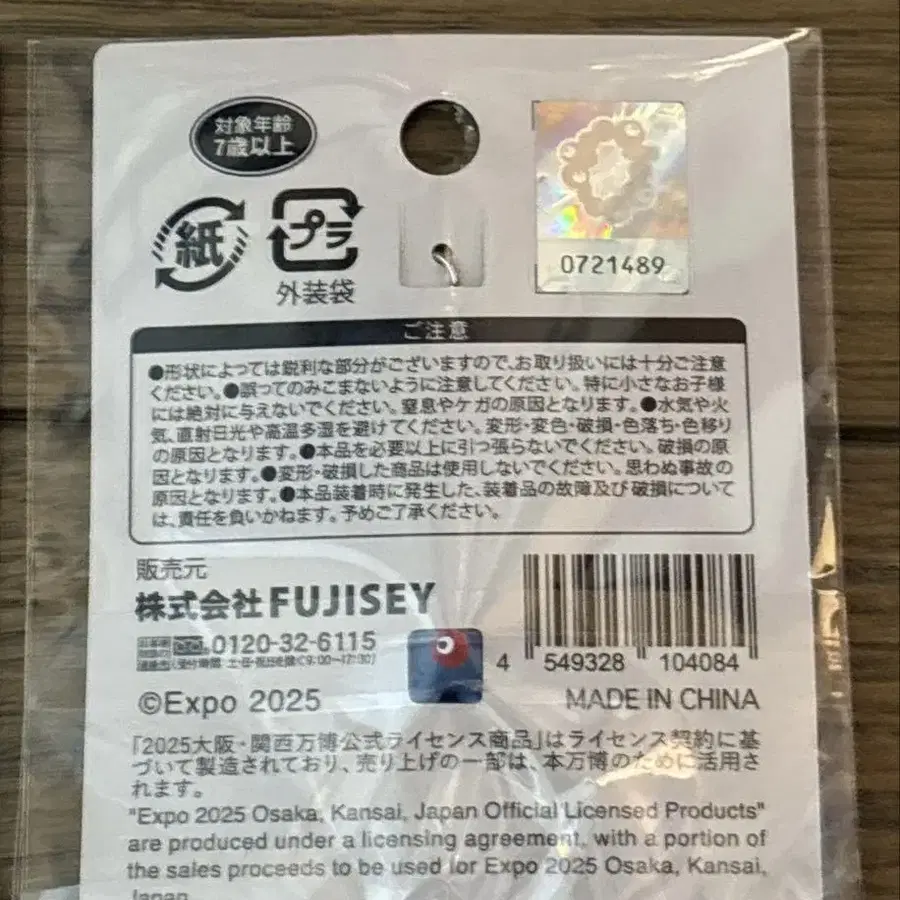 対象年齢
7歳以上
紙
プラ
外装袋
0721489
ご注意
●形状によっては鋭利な部分がございますので、お取り扱いには十分ご注意
ください。●誤ってのみこまないように注意してください。特に小さなお子様
には絶対に与えないでください。窒息やケガの原因となります。●水気や火
気、直射日光や高温多湿を避けてください。変形・変色・破損・色落ち・色移り
の原因となります。●本品を必要以上に引っ張らないでください。破損の原
因となります。●変形・破損した商品は使用しないでください。思わぬ事故の
原因となります。●本品装着時に発生した、装着品の故障及び破損について
は、責任を負いかねます。予めご了承ください。
販売元
株式会社FUJISEY
0120-32-6115
(受付時間 土・日・祝日を除く9:00〜17:30)
4 549328 104084
©Expo 2025
MADE IN CHINA
「2025大阪・関西万博公式ライセンス商品」はライセンス契約に基
づいて製造されており、売り上げの一部は、本万博のために活用さ
れます。
"Expo 2025 Osaka, Kansai, Japan Official Licensed Products"
are produced under a licensing agreement, with a portion of
the sales proceeds to be used for Expo 2025 Osaka, Kansai,
Japan.